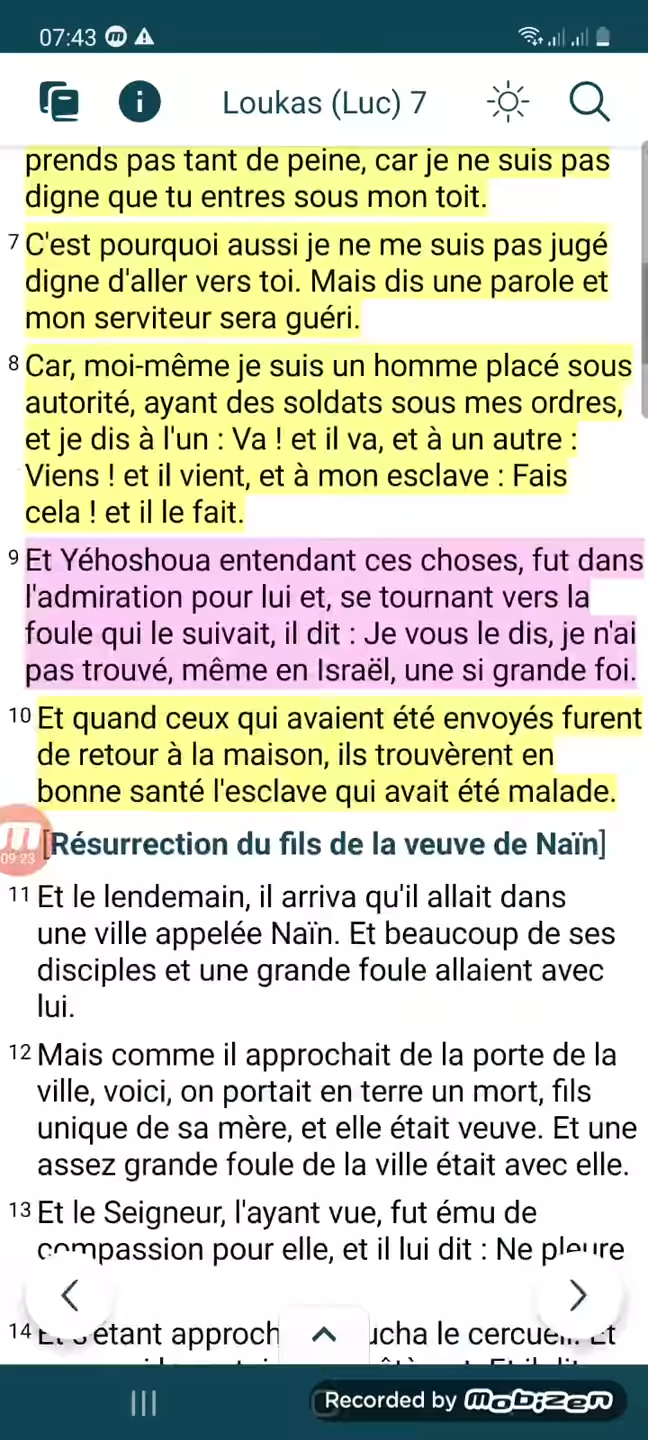 07:43
Loukas (Luc) 7
prends pas tant de peine, car je ne suis pas
digne que tu entres sous mon toit.
7 C'est pourquoi aussi je ne me suis pas jugé
digne d'aller vers toi. Mais dis une parole et
mon serviteur sera guéri.
8 Car, moi-même je suis un homme placé sous
autorité, ayant des soldats sous mes ordres,
et je dis à l'un : Va ! et il va, et à un autre :
Viens ! et il vient, et à mon esclave : Fais
cela ! et il le fait.
9 Et Yéhoshoua entendant ces choses, fut dans
l'admiration pour lui et, se tournant vers la
foule qui le suivait, il dit : Je vous le dis, je n'ai
pas trouvé, même en Israël, une si grande foi.
10 Et quand ceux qui avaient été envoyés furent
de retour à la maison, ils trouvèrent en
bonne santé l'esclave qui avait été malade.
09:23
[Résurrection du fils de la veuve de Naïn]
11 Et le lendemain, il arriva qu'il allait dans
une ville appelée Naïn. Et beaucoup de ses
disciples et une grande foule allaient avec
lui.
12 Mais comme il approchait de la porte de la
ville, voici, on portait en terre un mort, fils
unique de sa mère, et elle était veuve. Et une
assez grande foule de la ville était avec elle.
13 Et le Seigneur, l'ayant vue, fut ému de
compassion pour elle, et il lui dit : Ne pleure
14 Et s'étant approch ucha le cercueil. Et
Recorded by mobizen